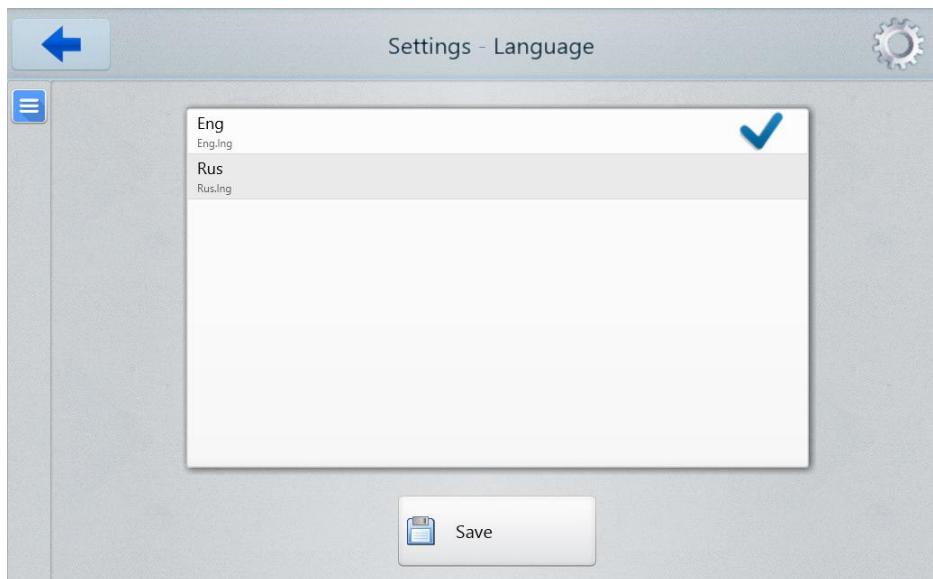 Settings - Language
Eng
Eng.lng
Rus
Rus.lng
Save